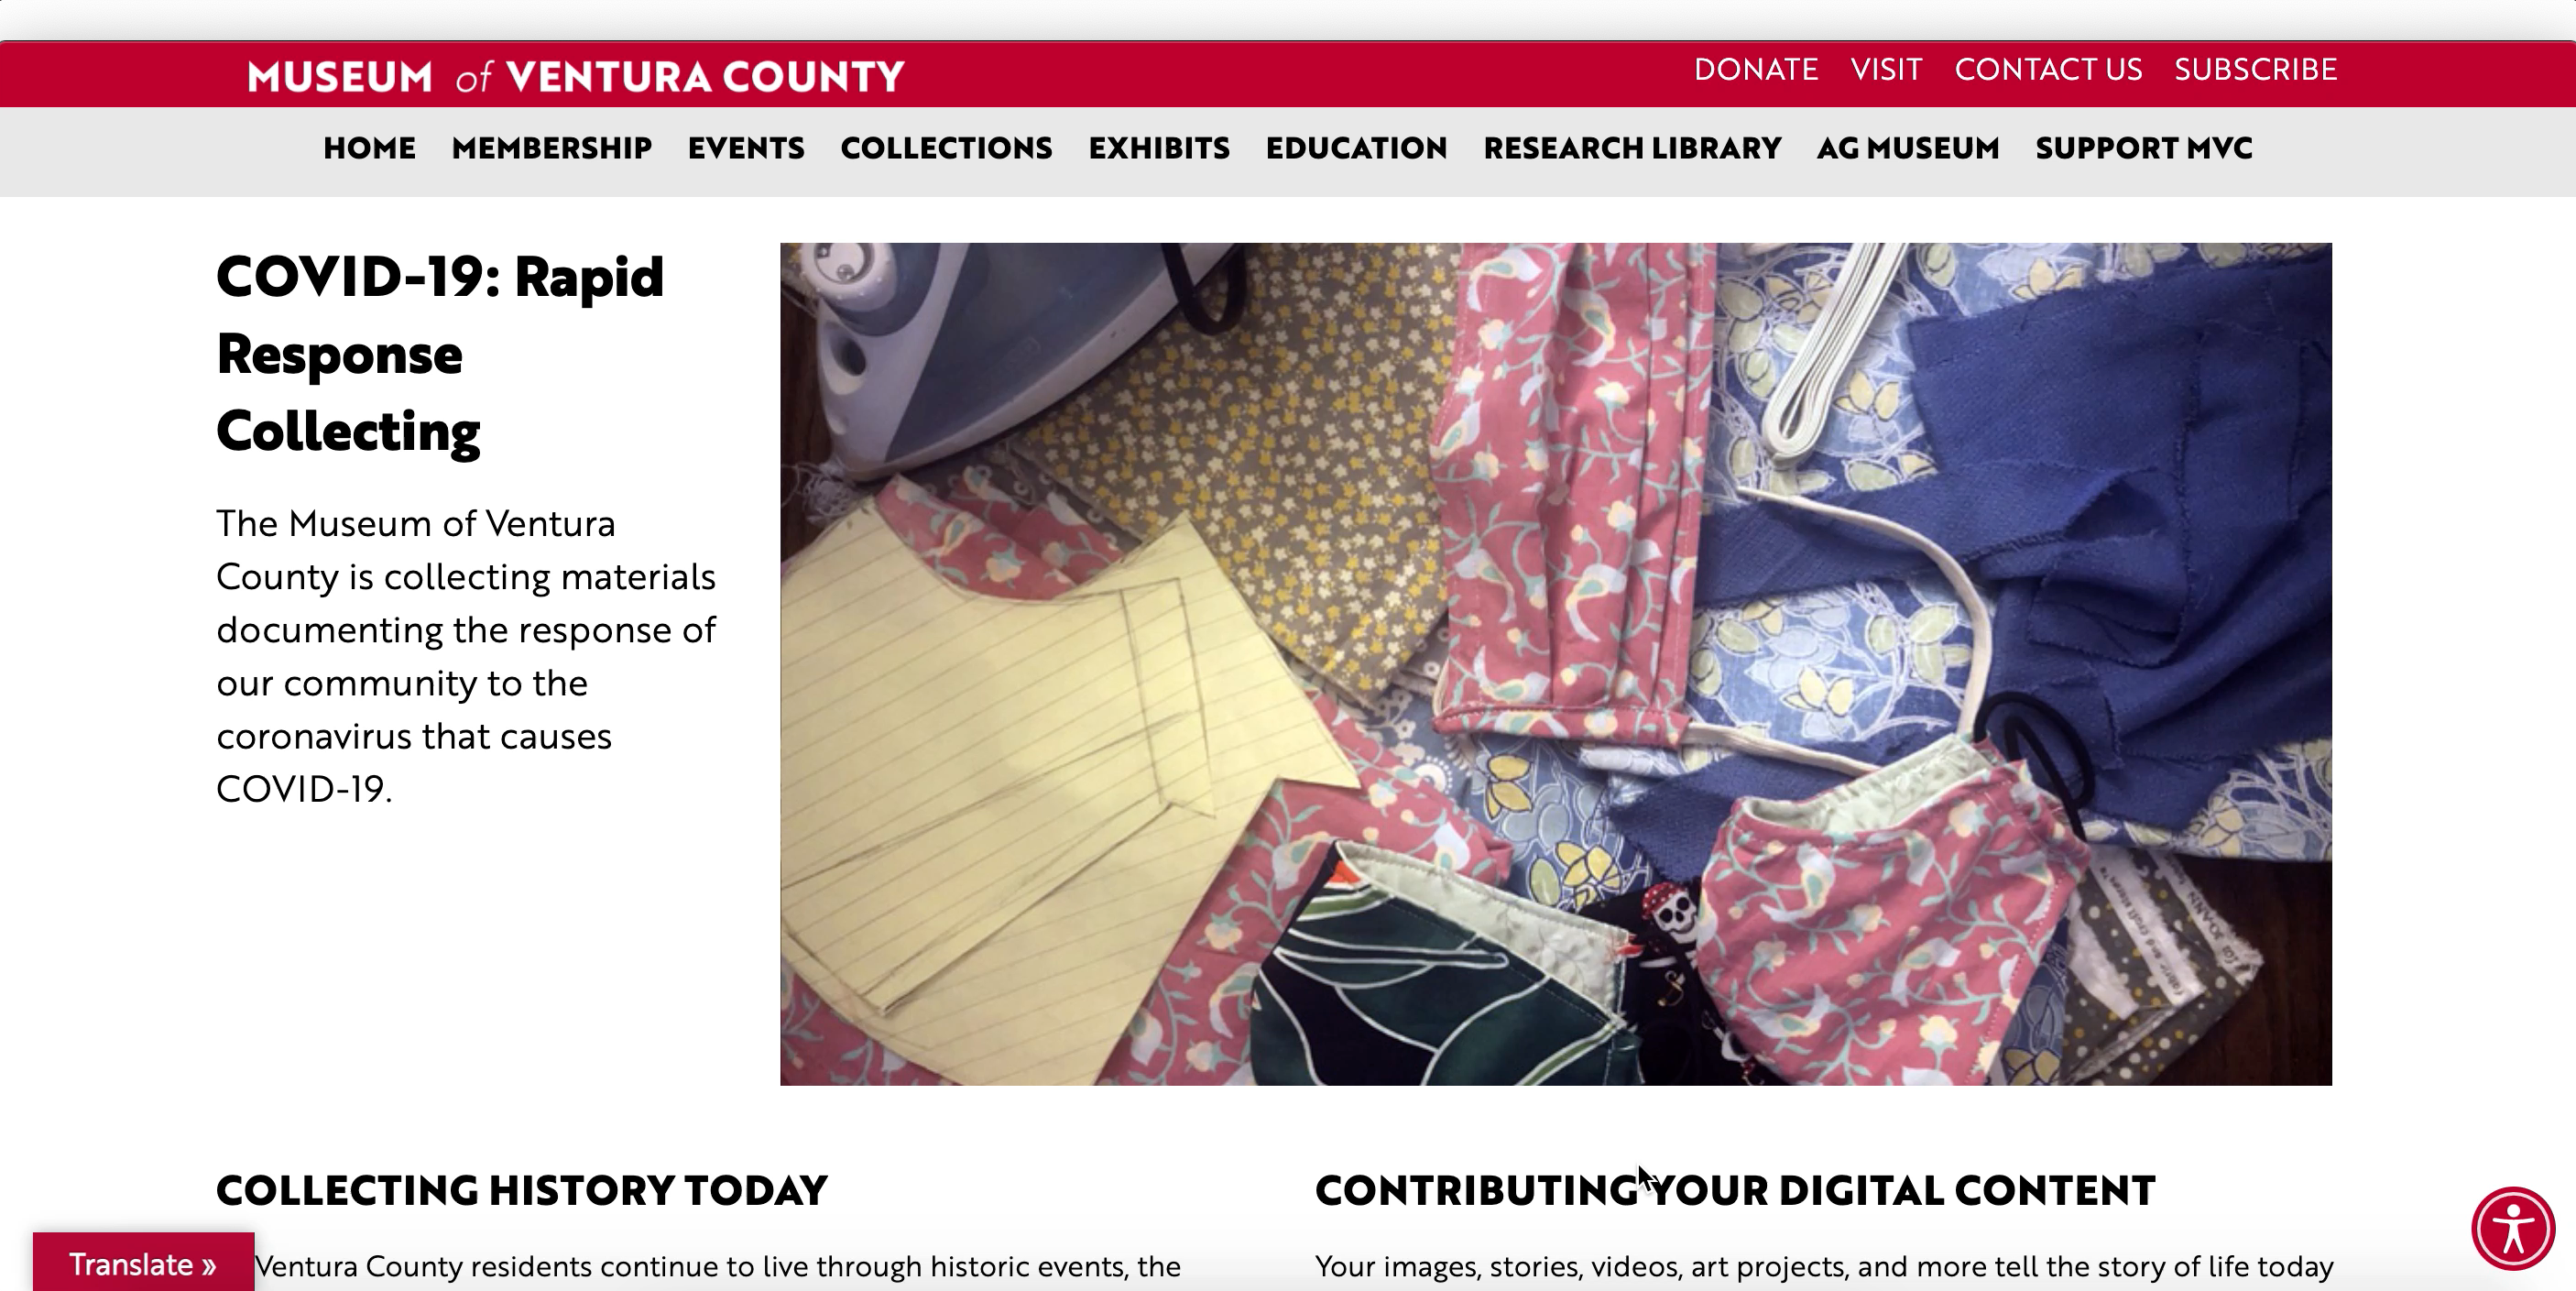 MUSEUM of VENTURA COUNTY
DONATE VISIT CONTACT US SUBSCRIBE
HOME MEMBERSHIP EVENTS COLLECTIONS EXHIBITS EDUCATION RESEARCH LIBRARY AG MUSEUM SUPPORT MVC
COVID-19: Rapid
Response
Collecting
The Museum of Ventura
County is collecting materials
documenting the response of
our community to the
coronavirus that causes
COVID-19.
COLLECTING HISTORY TODAY
Ventura County residents continue to live through historic events, the
CONTRIBUTING YOUR DIGITAL CONTENT
Your images, stories, videos, art projects, and more tell the story of life today
Translate »